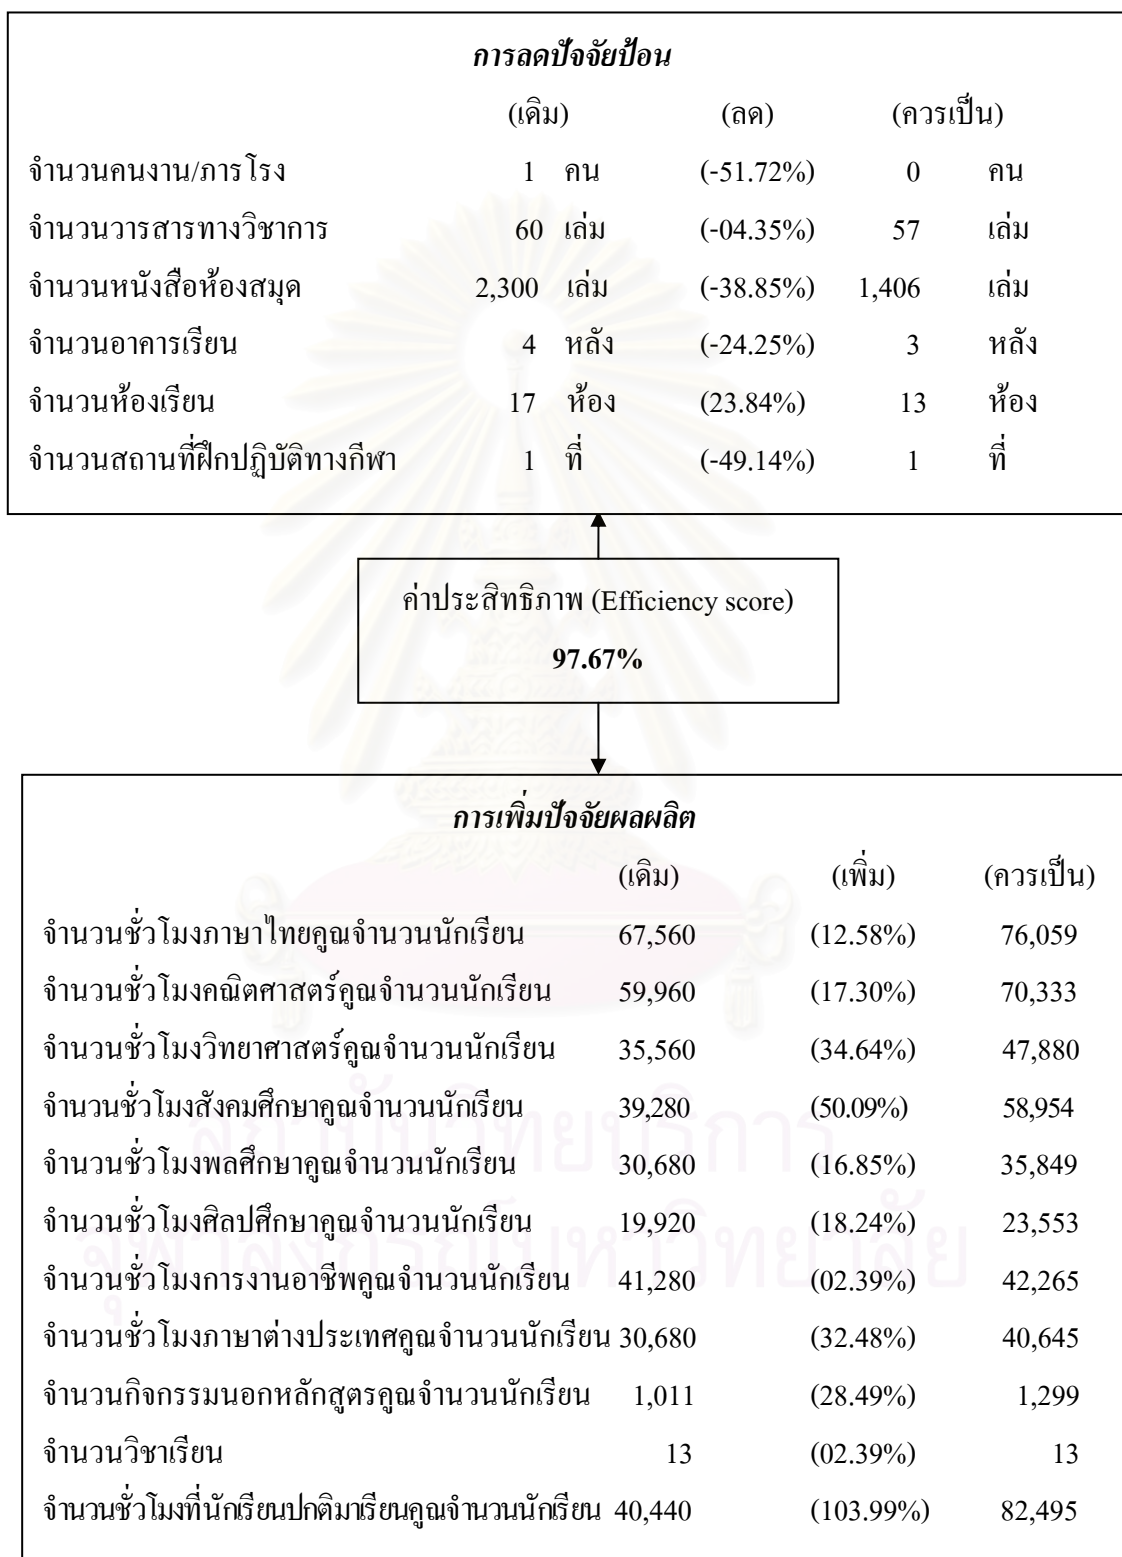 การลดปัจจัยป้อน
(เดิม) (ลด) (ควรเป็น)
จำนวนคนงาน/ภารโรง 1 คน (-51.72%) 0 คน
จำนวนวารสารทางวิชาการ 60 เล่ม (-04.35%) 57 เล่ม
จำนวนหนังสือห้องสมุด 2,300 เล่ม (-38.85%) 1,406 เล่ม
จำนวนอาคารเรียน 4 หลัง (-24.25%) 3 หลัง
จำนวนห้องเรียน 17 ห้อง (23.84%) 13 ห้อง
จำนวนสถานที่ฝึกปฏิบัติทางกีฬา 1 ที่ (-49.14%) 1 ที่
ค่าประสิทธิภาพ (Efficiency score)
97.67%
การเพิ่มปัจจัยผลผลิต
(เดิม) (เพิ่ม) (ควรเป็น)
จำนวนชั่วโมงภาษาไทยคูณจำนวนนักเรียน 67,560 (12.58%) 76,059
จำนวนชั่วโมงคณิตศาสตร์คูณจำนวนนักเรียน 59,960 (17.30%) 70,333
จำนวนชั่วโมงวิทยาศาสตร์คูณจำนวนนักเรียน 35,560 (34.64%) 47,880
จำนวนชั่วโมงสังคมศึกษาคูณจำนวนนักเรียน 39,280 (50.09%) 58,954
จำนวนชั่วโมงพลศึกษาคูณจำนวนนักเรียน 30,680 (16.85%) 35,849
จำนวนชั่วโมงศิลปศึกษาคูณจำนวนนักเรียน 19,920 (18.24%) 23,553
จำนวนชั่วโมงการงานอาชีพคูณจำนวนนักเรียน 41,280 (02.39%) 42,265
จำนวนชั่วโมงภาษาต่างประเทศคูณจำนวนนักเรียน 30,680 (32.48%) 40,645
จำนวนกิจกรรมนอกหลักสูตรคูณจำนวนนักเรียน 1,011 (28.49%) 1,299
จำนวนวิชาเรียน 13 (02.39%) 13
จำนวนชั่วโมงที่นักเรียนปกติมาเรียนคูณจำนวนนักเรียน 40,440 (103.99%) 82,495
สถาบันวิทยบริการ
จุฬาลงกรณ์มหาวิทยาลัย